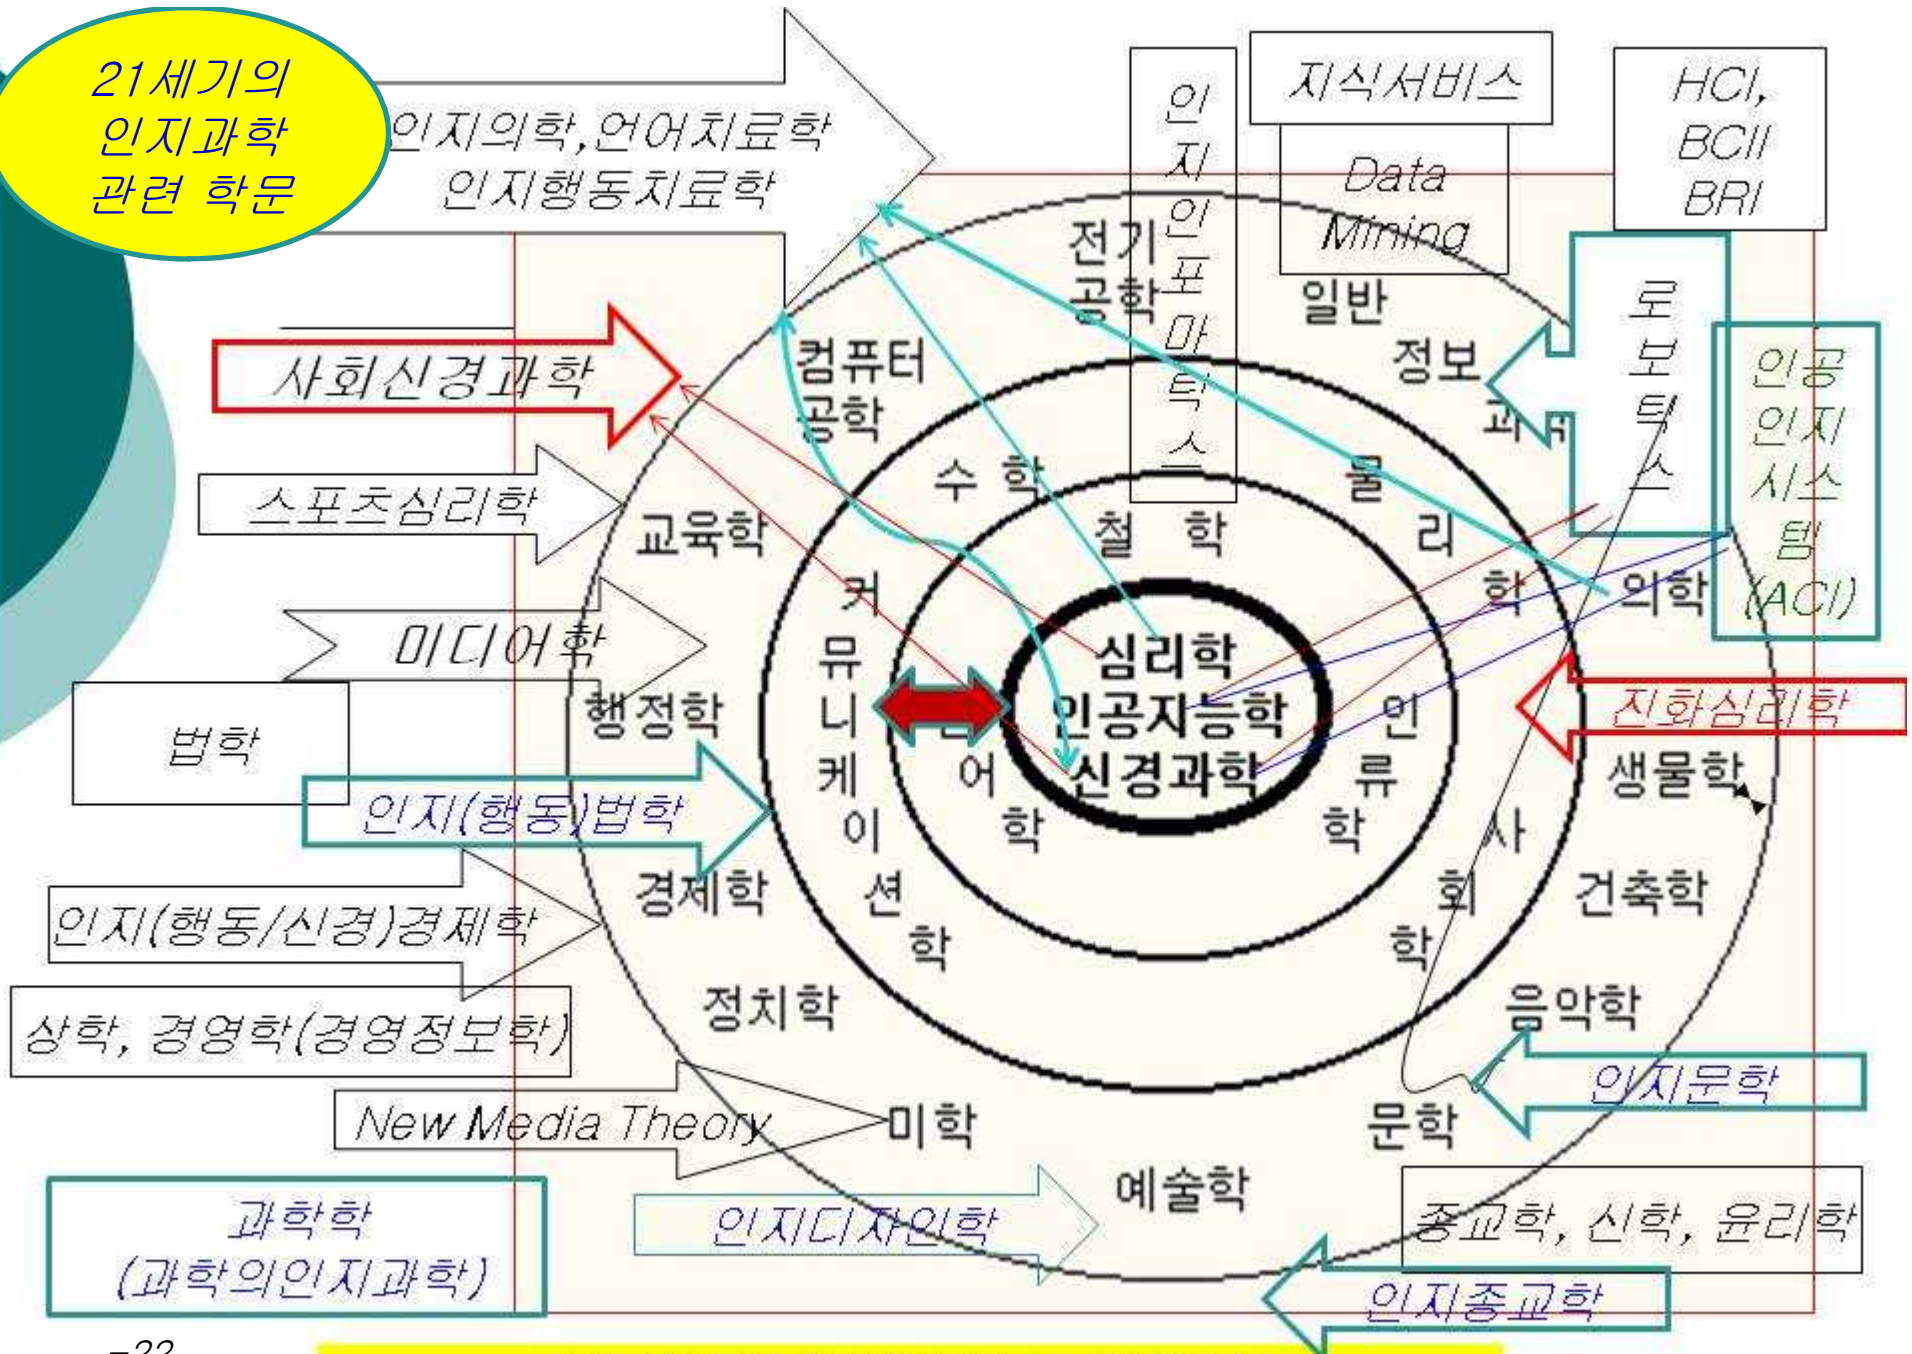 21세기의
인지과학
관련 학문
인지의학,언어치료학
인지행동치료학
인지인포마틱스
지식서비스
Data
Mining
HCI,
BCII
BRI
로보틱스
인공
인지
시스
템
(ACI)
사회신경과학
스포츠심리학
미디어학
법학
인지(행동)법학
인지(행동/신경)경제학
상학, 경영학(경영정보학)
New Media Theory
과학학
(과학의인지과학)
인지디자인학
인지종교학
종교학, 신학, 윤리학
인지문학
진화심리학
전기
공학
일반
정보
컴퓨터
공학
교육학
행정학
경제학
정치학
미학
예술학
문학
음악학
건축학
생물학
의학
수 학
물리학
커뮤니케이션학
사회학
철 학
인류학
어학
심리학
인공지능학
신경과학
-22